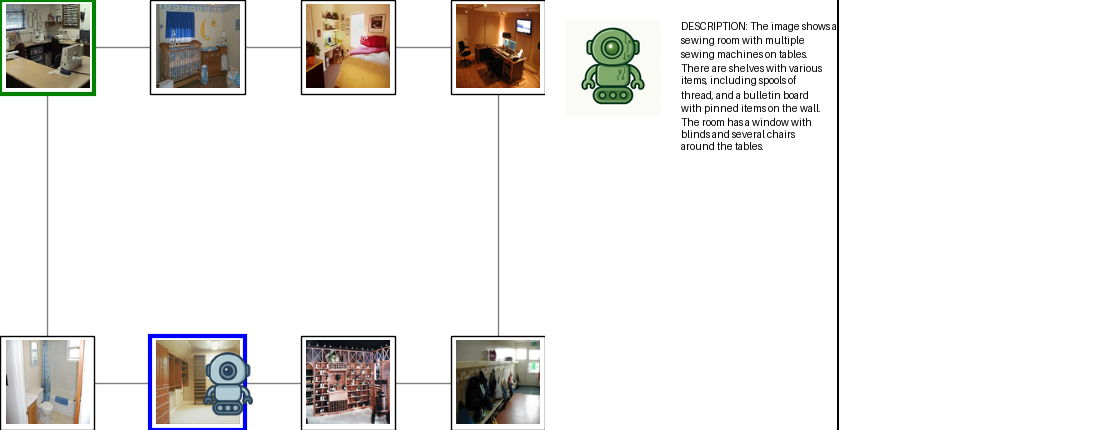 DESCRIPTION: The image shows a
sewing room with multiple
sewing machines on tables.
There are shelves with various
items, including spools of
thread, and a bulletin board
with pinned items on the wall.
The room has a window with
blinds and several chairs
around the tables.